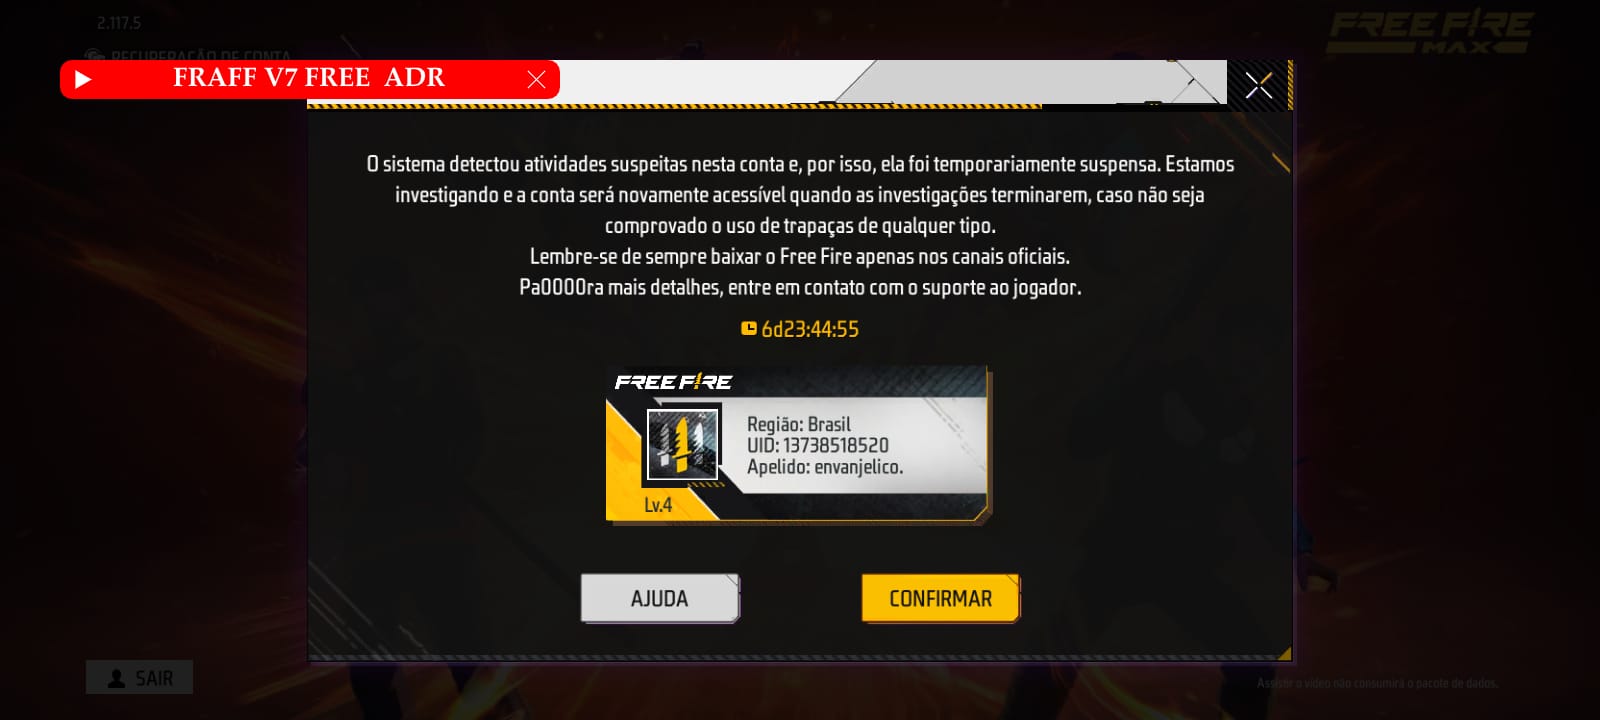 2.117.5
RECUPERAÇÃO DE CONTA
FREE FIRE
MAX
FRAFF V7 FREE ADR
O sistema detectou atividades suspeitas nesta conta e, por isso, ela foi temporariamente suspensa. Estamos
investigando e a conta será novamente acessível quando as investigações terminarem, caso não seja
comprovado o uso de trapaças de qualquer tipo.
Lembre-se de sempre baixar o Free Fire apenas nos canais oficiais.
Pa0000ra mais detalhes, entre em contato com o suporte ao jogador.
6d23:44:55
FREE FIRE
Região: Brasil
UID: 13738518520
Apelido: envanjelico.
Lv.4
AJUDA
CONFIRMAR
SAIR
Assistir o vídeo não consumirá o pacote de dados.